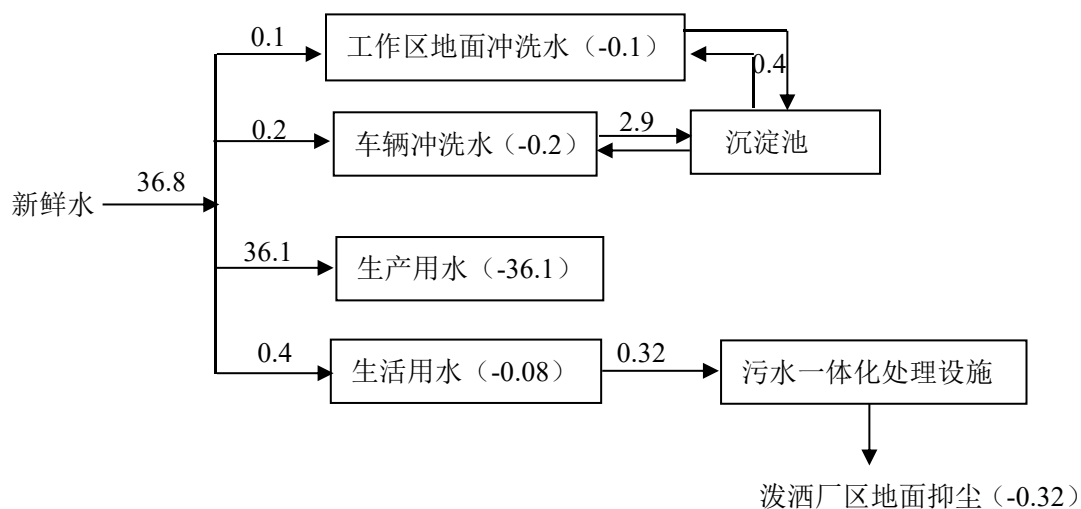 0.1
工作区地面冲洗水（-0.1）
0.4
0.2
车辆冲洗水（-0.2）
2.9
沉淀池
新鲜水
36.8
36.1
生产用水（-36.1）
0.4
生活用水（-0.08）
0.32
污水一体化处理设施
泼洒厂区地面抑尘（-0.32）